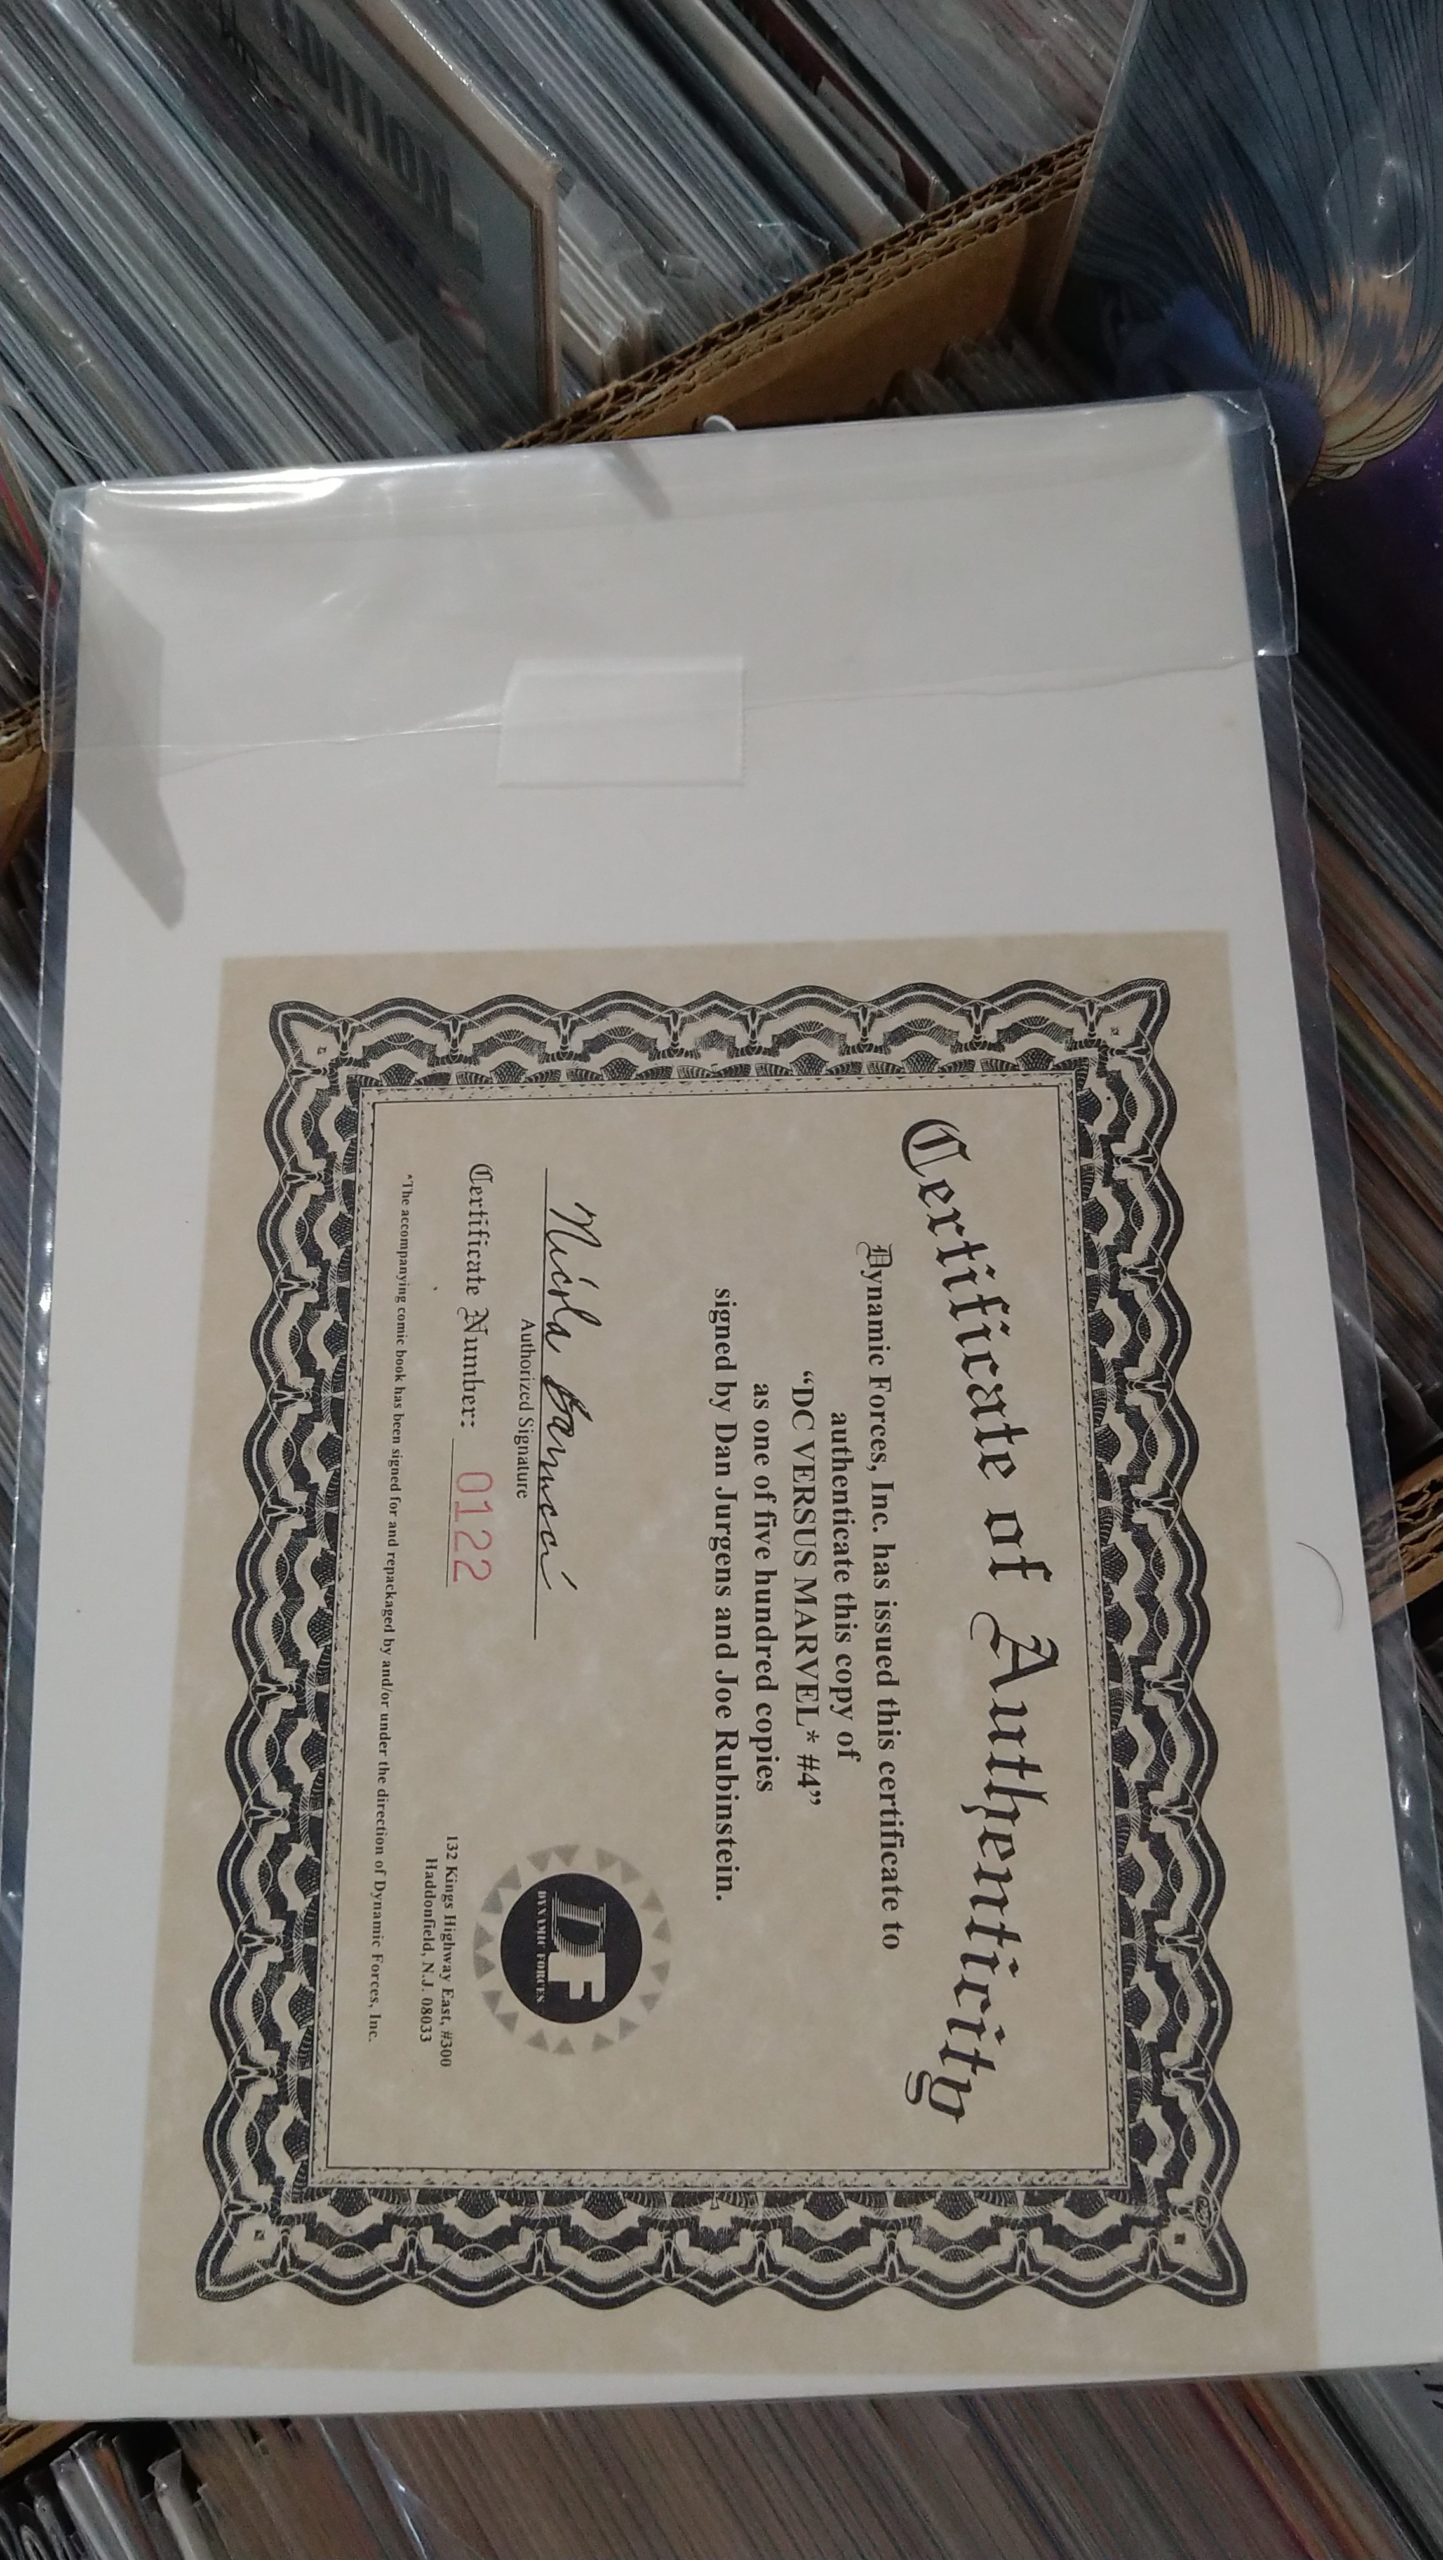 Certificate of Authenticity
Dynamic Forces, Inc. has issued this certificate to
authenticate this copy of
“DC VERSUS MARVEL* #4”
as one of five hundred copies
signed by Dan Jurgens and Joe Rubinstein.
Nicola Barrucci
Authorized Signature
Certificate Number: 0122
DF
DYNAMIC FORCES
132 Kings Highway East, #300
Haddonfield, N.J. 08033
*The accompanying comic book has been signed for and repackaged by and/or under the direction of Dynamic Forces, Inc.